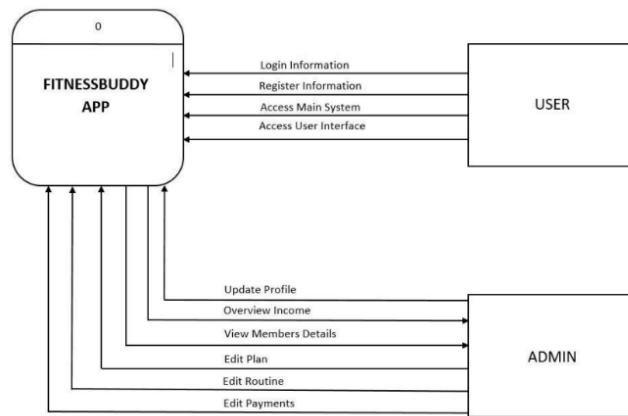 0
FITNESSBUDDY
APP
Login Information
Register Information
Access Main System
Access User Interface
USER
Update Profile
Overview Income
View Members Details
Edit Plan
Edit Routine
Edit Payments
ADMIN